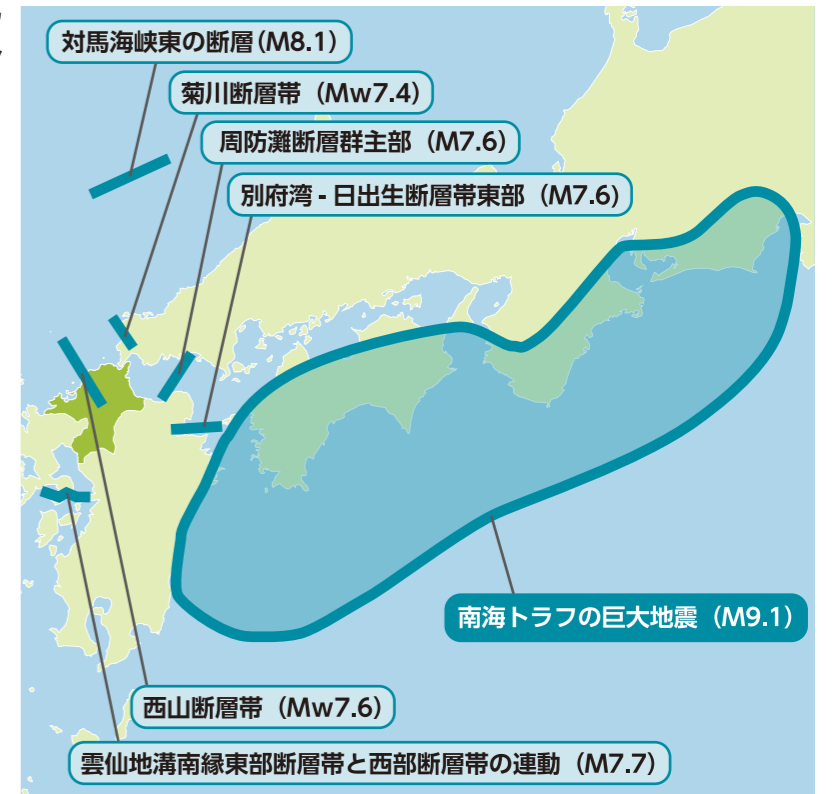 対馬海峡東の断層(M8.1)
菊川断層帯（Mw7.4）
周防灘断層群主部（M7.6）
別府湾 - 日出生断層帯東部（M7.6）
南海トラフの巨大地震（M9.1）
西山断層帯（Mw7.6）
雲仙地溝南縁東部断層帯と西部断層帯の連動（M7.7）